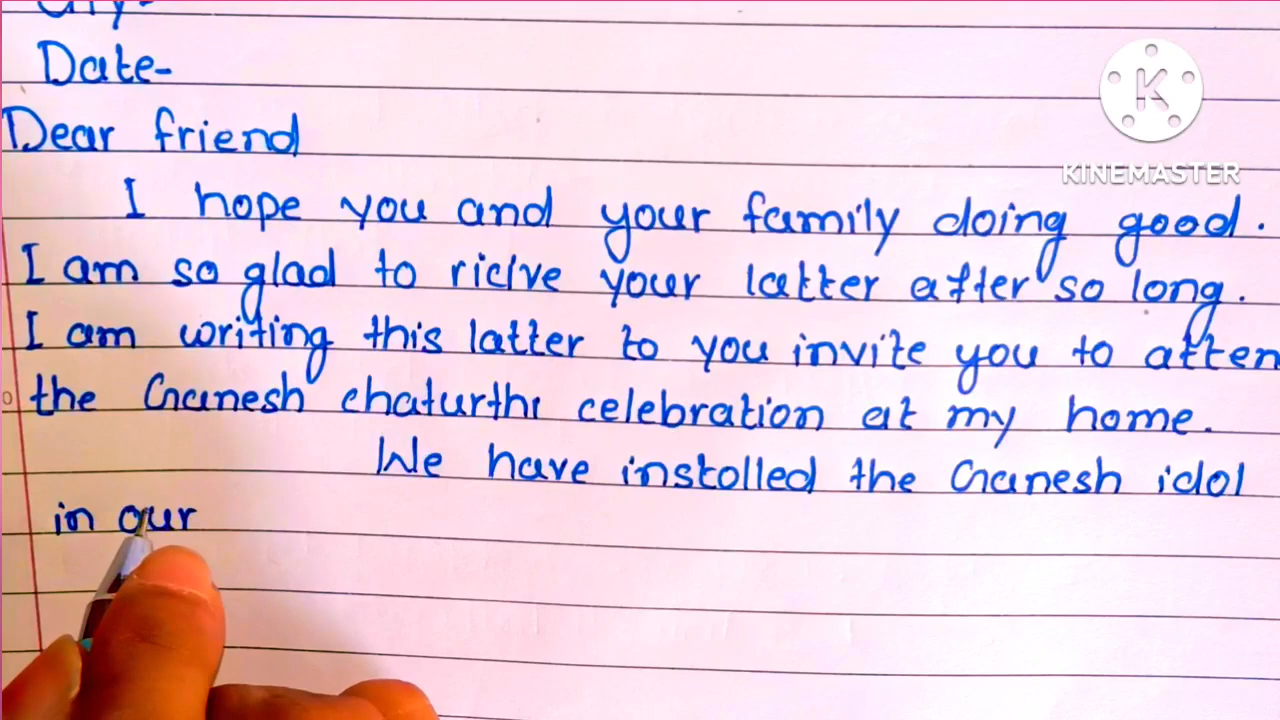 City-
Date-
Dear friend
I hope you and your family doing good.
I am so glad to ricive your latter after so long.
I am writing this latter to you invite you to atten
the Ganesh chaturthi celebration at my home.
We have instolled the Ganesh idol
in our
K
KINEMASTER